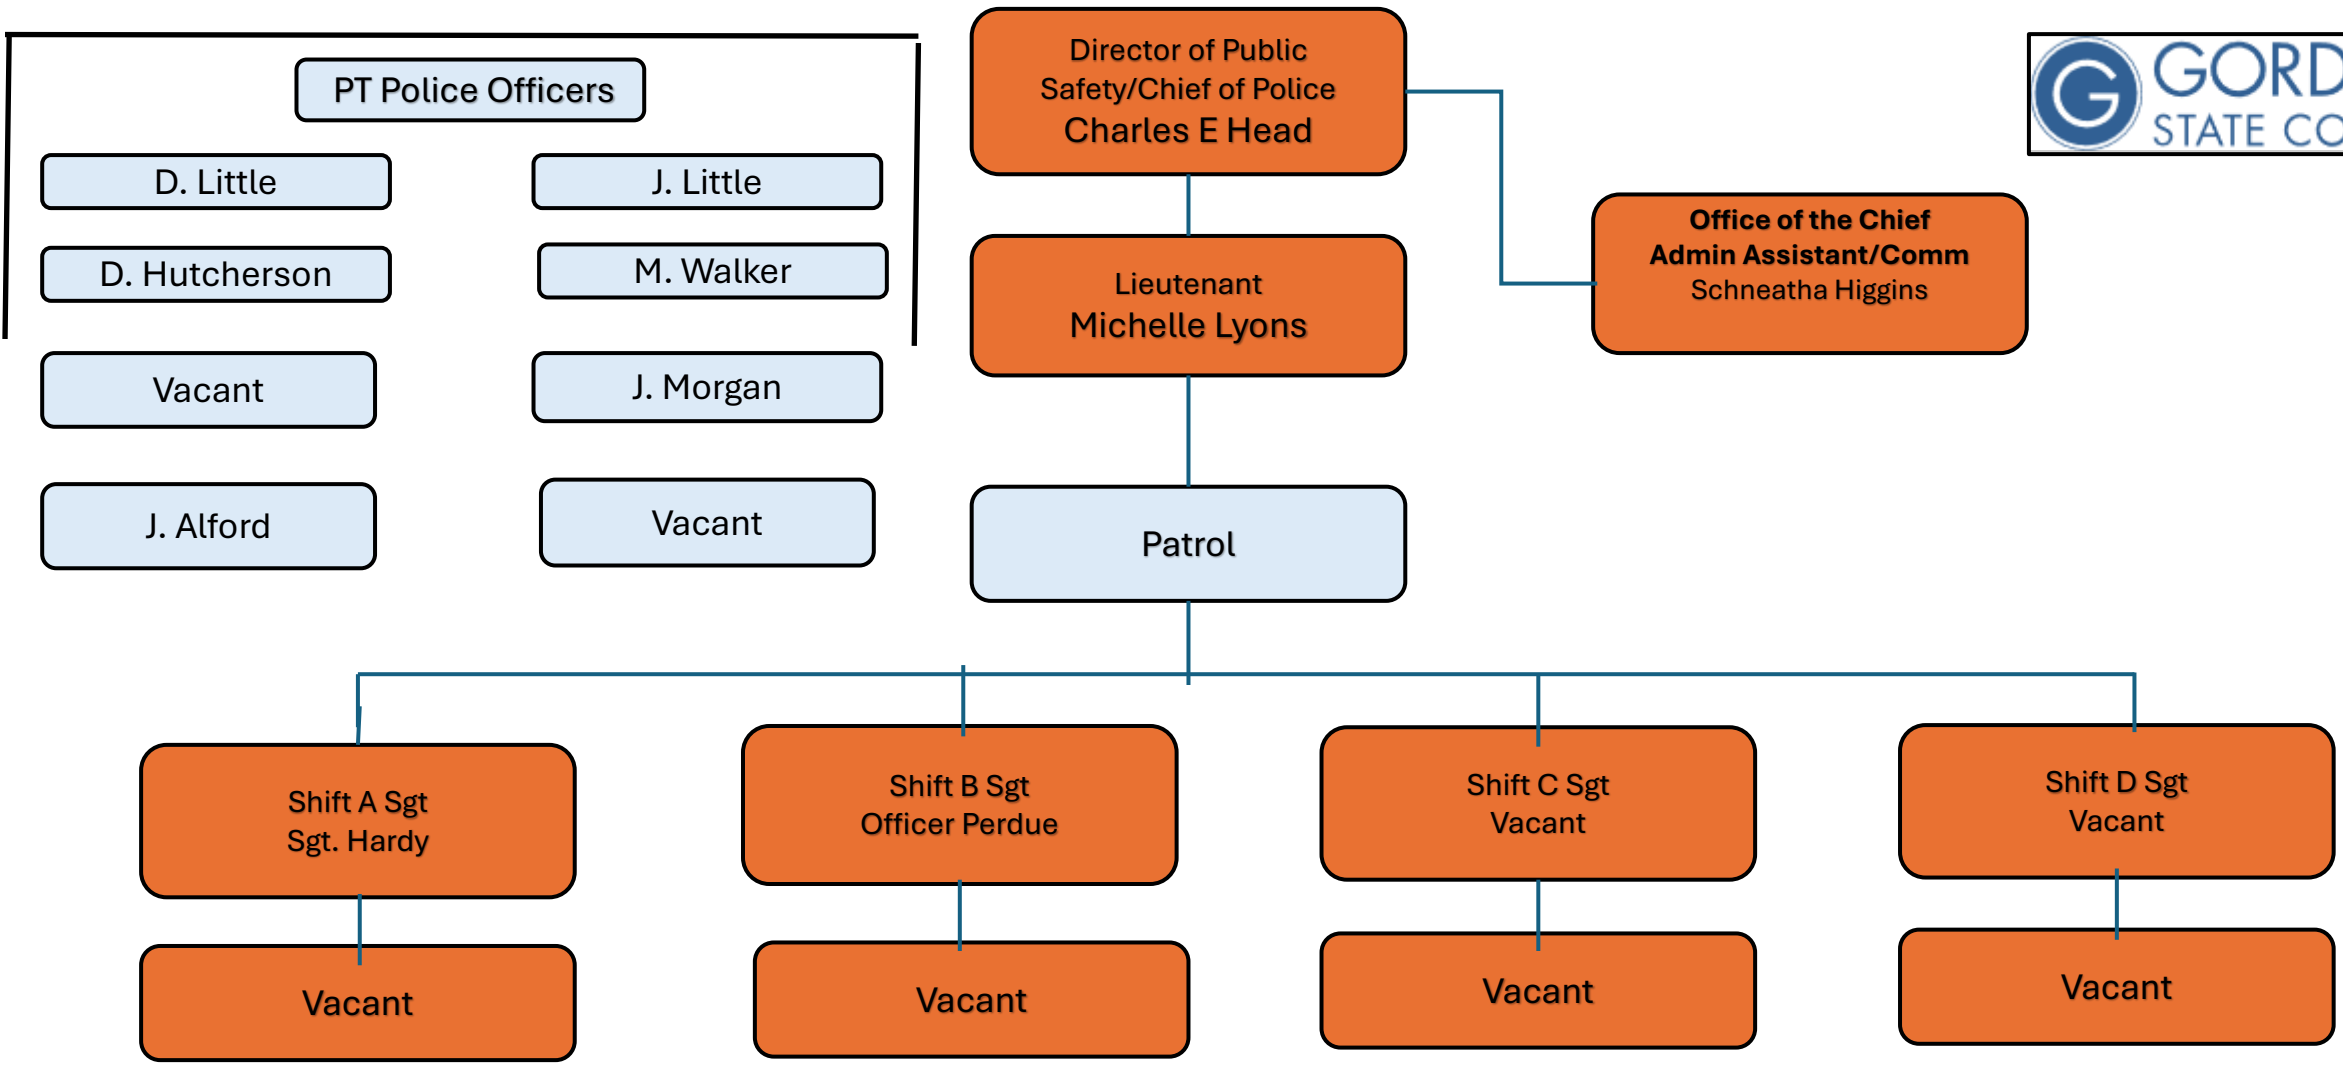 PT Police Officers
D. Little
J. Little
D. Hutcherson
M. Walker
Vacant
J. Morgan
J. Alford
Vacant
Director of Public
Safety/Chief of Police
Charles E Head
GORD
STATE CO
Office of the Chief
Admin Assistant/Comm
Schneatha Higgins
Lieutenant
Michelle Lyons
Patrol
Shift A Sgt
Sgt. Hardy
Shift B Sgt
Officer Perdue
Shift C Sgt
Vacant
Shift D Sgt
Vacant
Vacant
Vacant
Vacant
Vacant